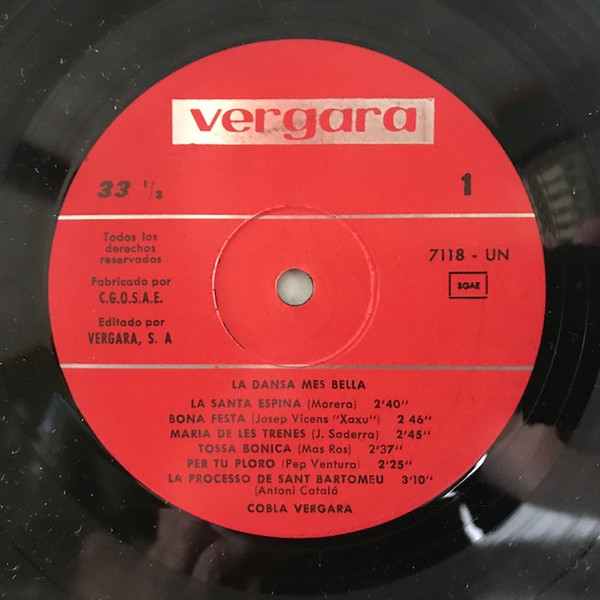 vergara
33 1/3
1
Todos los
derechos
reservados
Fabricado por
C.G.O.S.A.E.
Editado por
VERGARA, S. A
7118 - UN
SGAE
LA DANSA MES BELLA
LA SANTA ESPINA (Morera) 2'40"
BONA FESTA (Josep Vicens "Xaxu") 2 46"
MARIA DE LES TRENES (J. Saderra) 2'45"
TOSSA BONICA (Mas Ros) 2'37"
PER TU PLORO (Pep Ventura) 2'25"
LA PROCESSO DE SANT BARTOMEU 3'10"
(Antoni Catalá
COBLA VERGARA